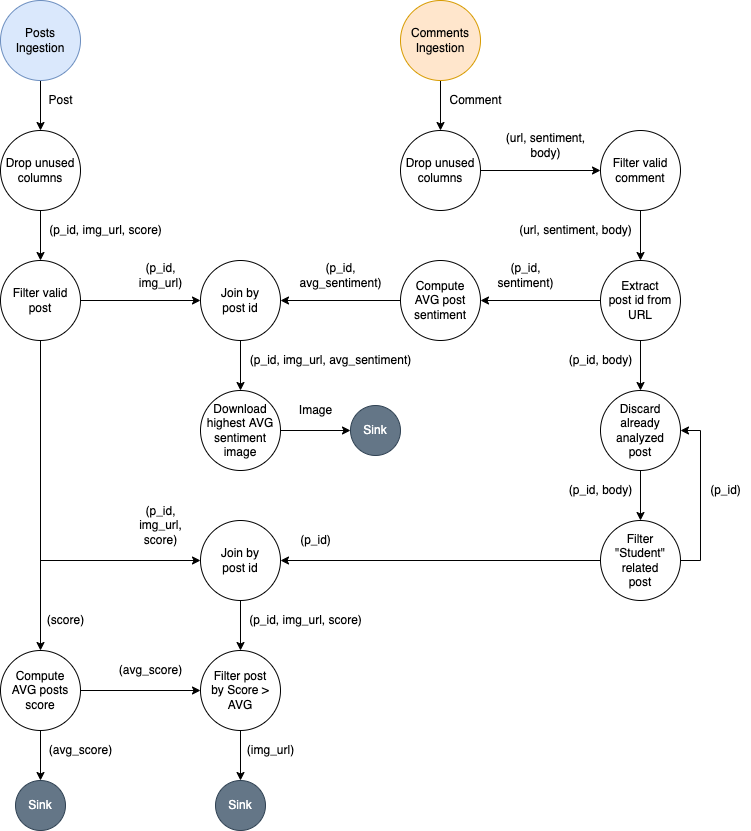 Posts
Ingestion
Comments
Ingestion
Post
Comment
Drop unused
columns
Drop unused
columns
(url, sentiment,
body)
Filter valid
comment
(p_id, img_url, score)
(url, sentiment, body)
Filter valid
post
(p_id,
img_url)
Join by
post id
(p_id,
avg_sentiment)
Compute
AVG post
sentiment
(p_id,
sentiment)
Extract
post id from
URL
(p_id, img_url, avg_sentiment)
(p_id, body)
Download
highest AVG
sentiment
image
Image
Sink
Discard
already
analyzed
post
(p_id, body)
(p_id)
(p_id,
img_url,
score)
Join by
post id
(p_id)
Filter
"Student"
related
post
(score)
(p_id, img_url, score)
Compute
AVG posts
score
(avg_score)
Filter post
by Score >
AVG
(avg_score)
(img_url)
Sink
Sink